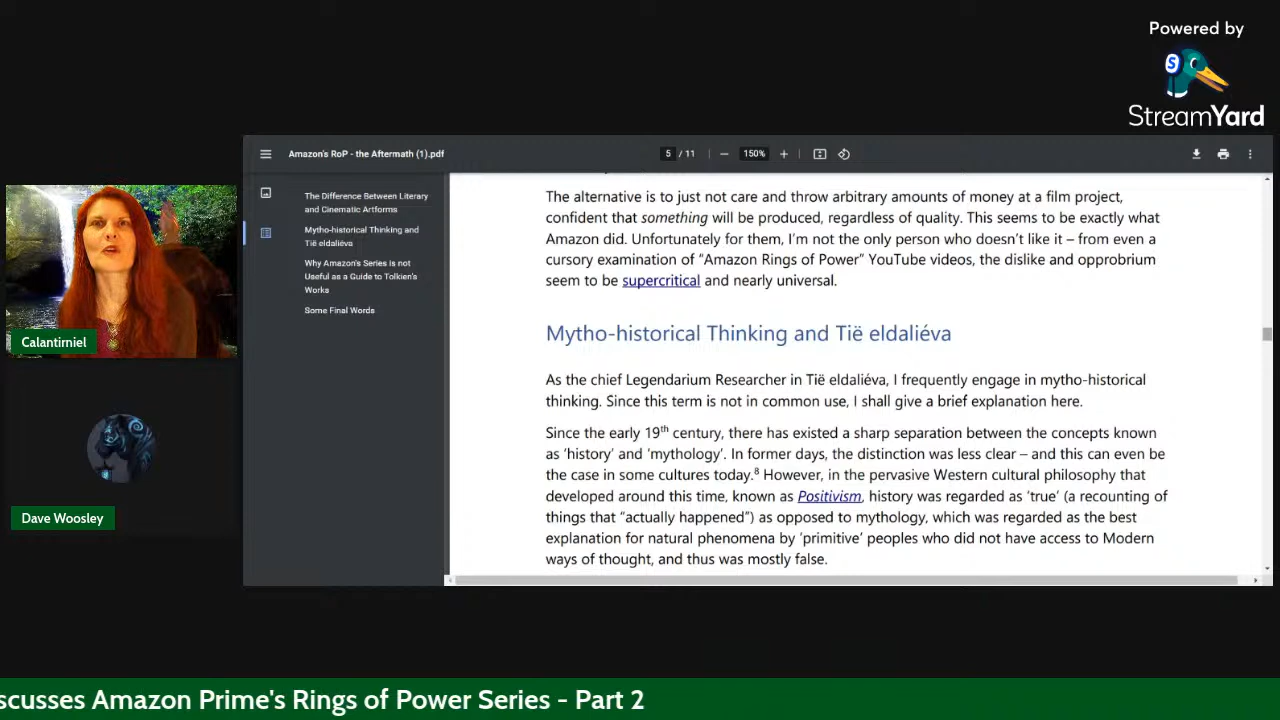 Powered by
S
StreamYard
Amazon's RoP - the Aftermath (1).pdf
5 / 11
150%
The Difference Between Literary
and Cinematic Artforms
Mytho-historical Thinking and
Tië eldaliéva
Why Amazon's Series is not
Useful as a Guide to Tolkien's
Works
Some Final Words
The alternative is to just not care and throw arbitrary amounts of money at a film project,
confident that something will be produced, regardless of quality. This seems to be exactly what
Amazon did. Unfortunately for them, I'm not the only person who doesn't like it – from even a
cursory examination of “Amazon Rings of Power” YouTube videos, the dislike and opprobrium
seem to be supercritical and nearly universal.
Mytho-historical Thinking and Tië eldaliéva
As the chief Legendarium Researcher in Tië eldaliéva, I frequently engage in mytho-historical
thinking. Since this term is not in common use, I shall give a brief explanation here.
Since the early 19th century, there has existed a sharp separation between the concepts known
as ‘history’ and ‘mythology’. In former days, the distinction was less clear – and this can even be
the case in some cultures today.8 However, in the pervasive Western cultural philosophy that
developed around this time, known as Positivism, history was regarded as ‘true’ (a recounting of
things that “actually happened”) as opposed to mythology, which was regarded as the best
explanation for natural phenomena by ‘primitive’ peoples who did not have access to Modern
ways of thought, and thus was mostly false.
Calantirniel
Dave Woosley
scusses Amazon Prime's Rings of Power Series - Part 2